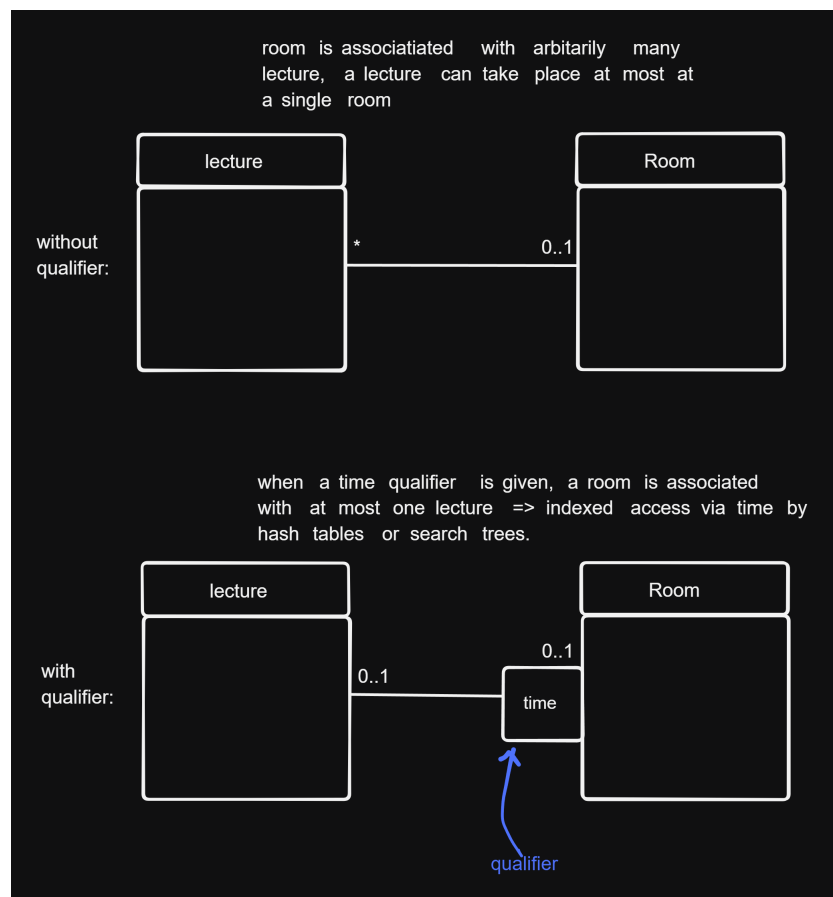 room is associatiated with arbitarily many
lecture, a lecture can take place at most at
a single room
lecture
Room
without
qualifier:
*
0..1
when a time qualifier is given, a room is associated
with at most one lecture => indexed access via time by
hash tables or search trees.
lecture
Room
with
qualifier:
0..1
0..1
time
qualifier